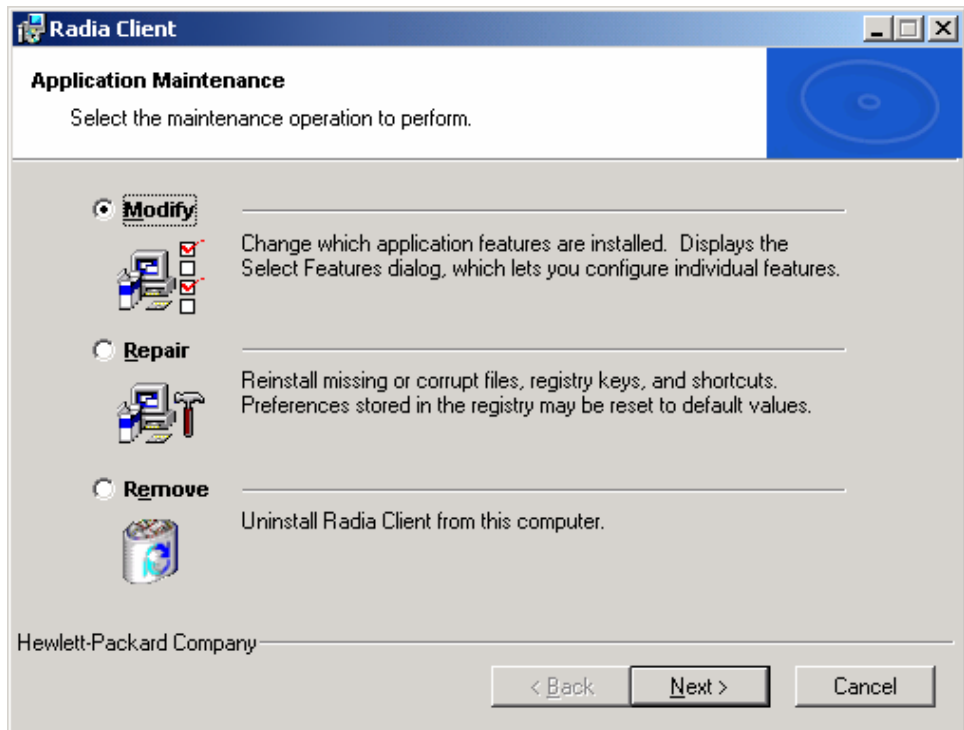 Radia Client
Application Maintenance
Select the maintenance operation to perform.
Modify
Change which application features are installed. Displays the
Select Features dialog, which lets you configure individual features.
Repair
Reinstall missing or corrupt files, registry keys, and shortcuts.
Preferences stored in the registry may be reset to default values.
Remove
Uninstall Radia Client from this computer.
Hewlett-Packard Company
< Back
Next >
Cancel